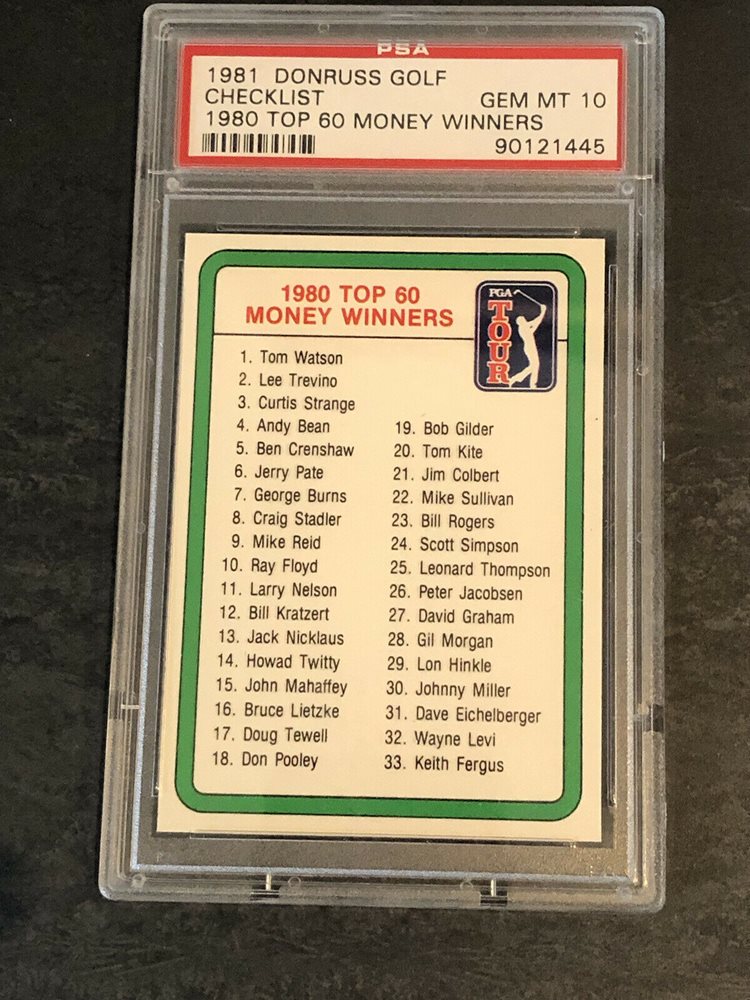 PSA
1981 DONRUSS GOLF
CHECKLIST GEM MT 10
1980 TOP 60 MONEY WINNERS
90121445
1980 TOP 60
MONEY WINNERS
PGA
TOUR
1. Tom Watson
2. Lee Trevino
3. Curtis Strange
4. Andy Bean
5. Ben Crenshaw
6. Jerry Pate
7. George Burns
8. Craig Stadler
9. Mike Reid
10. Ray Floyd
11. Larry Nelson
12. Bill Kratzert
13. Jack Nicklaus
14. Howad Twitty
15. John Mahaffey
16. Bruce Lietzke
17. Doug Tewell
18. Don Pooley
19. Bob Gilder
20. Tom Kite
21. Jim Colbert
22. Mike Sullivan
23. Bill Rogers
24. Scott Simpson
25. Leonard Thompson
26. Peter Jacobsen
27. David Graham
28. Gil Morgan
29. Lon Hinkle
30. Johnny Miller
31. Dave Eichelberger
32. Wayne Levi
33. Keith Fergus